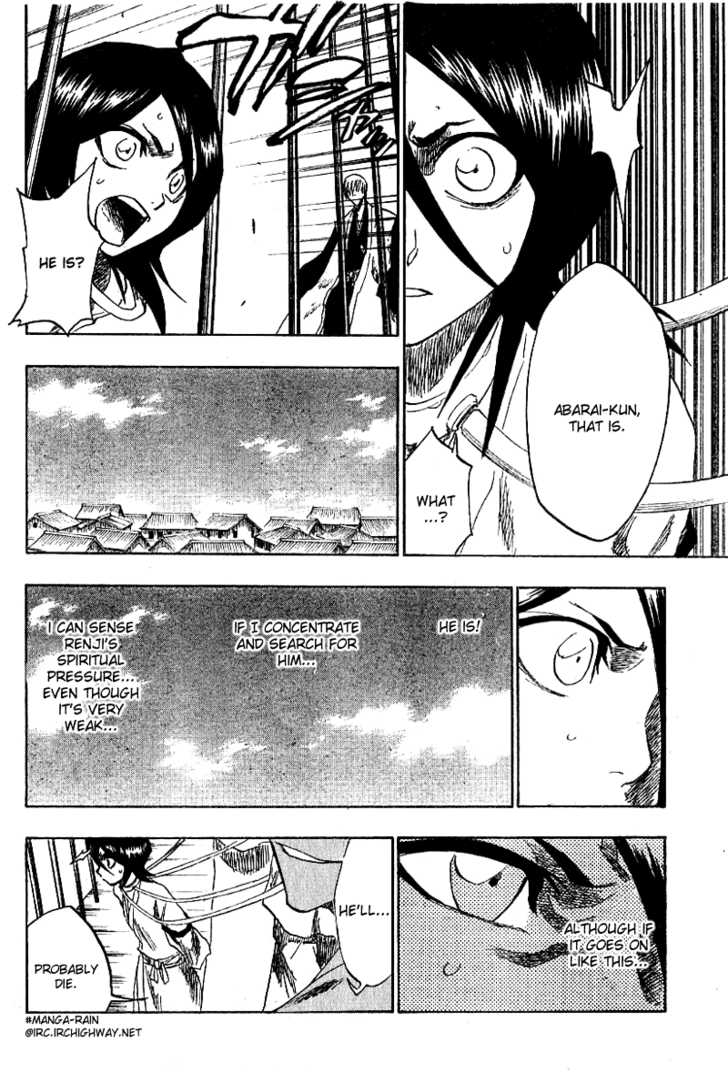 ABARAI-KUN,
THAT IS.
WHAT
...?
HE IS?
HE IS!
IF I CONCENTRATE
AND SEARCH FOR
HIM...
I CAN SENSE
RENJI'S
SPIRITUAL
PRESSURE...
EVEN THOUGH
IT'S VERY
WEAK...
ALTHOUGH IF
IT GOES ON
LIKE THIS...
HE'LL...
PROBABLY
DIE.
#MANGA-RAIN
@IRC.IRCHIGHWAY.NET